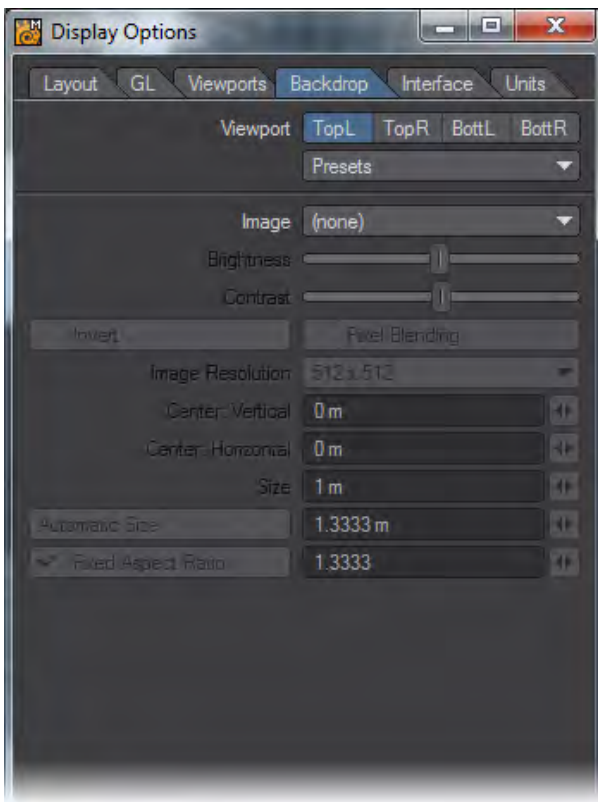 Display Options
Layout GL Viewports Backdrop Interface Units
Viewport TopL TopR BottL BottR
Presets
Image (none)
Brightness
Contrast
Invert Pixel Blending
Image Resolution 512 x 512
Center: Vertical 0 m
Center: Horizontal 0 m
Size 1 m
Automatic Size 1.3333 m
Fixed Aspect Ratio 1.3333